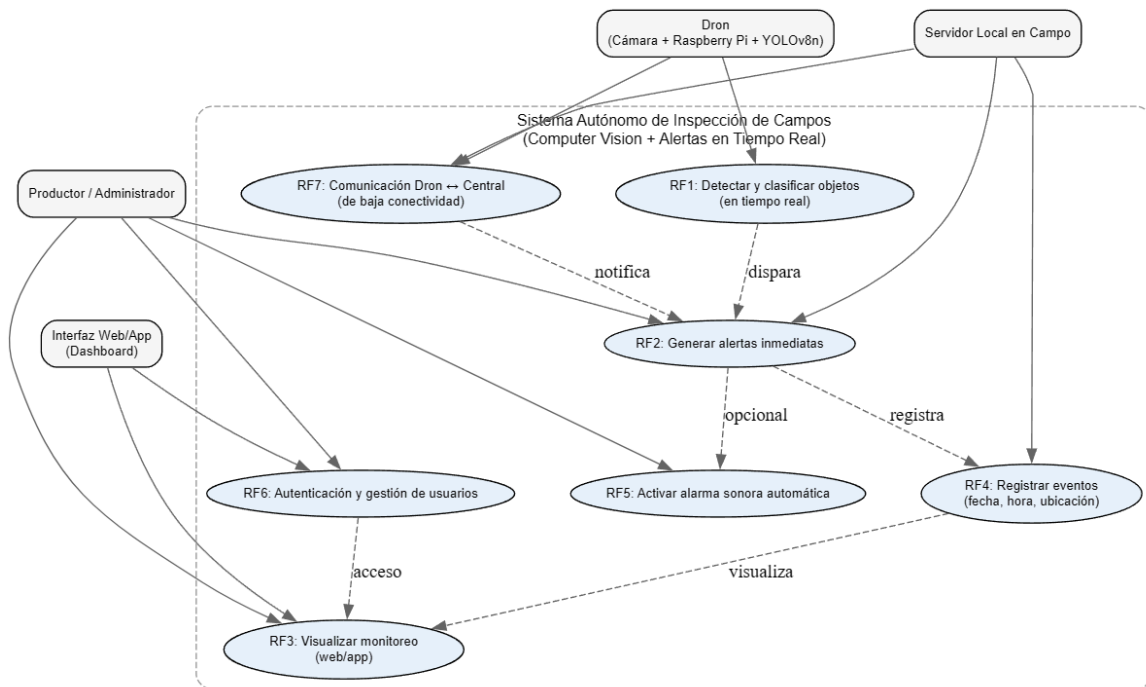 Dron
(Cámara + Raspberry Pi + YOLOv8n)
Servidor Local en Campo
Sistema Autónomo de Inspección de Campos
(Computer Vision + Alertas en Tiempo Real)
Productor / Administrador
RF7: Comunicación Dron ↔ Central
(de baja conectividad)
RF1: Detectar y clasificar objetos
(en tiempo real)
notifica
dispara
Interfaz Web/App
(Dashboard)
RF2: Generar alertas inmediatas
opcional
registra
RF6: Autenticación y gestión de usuarios
RF5: Activar alarma sonora automática
RF4: Registrar eventos
(fecha, hora, ubicación)
acceso
visualiza
RF3: Visualizar monitoreo
(web/app)